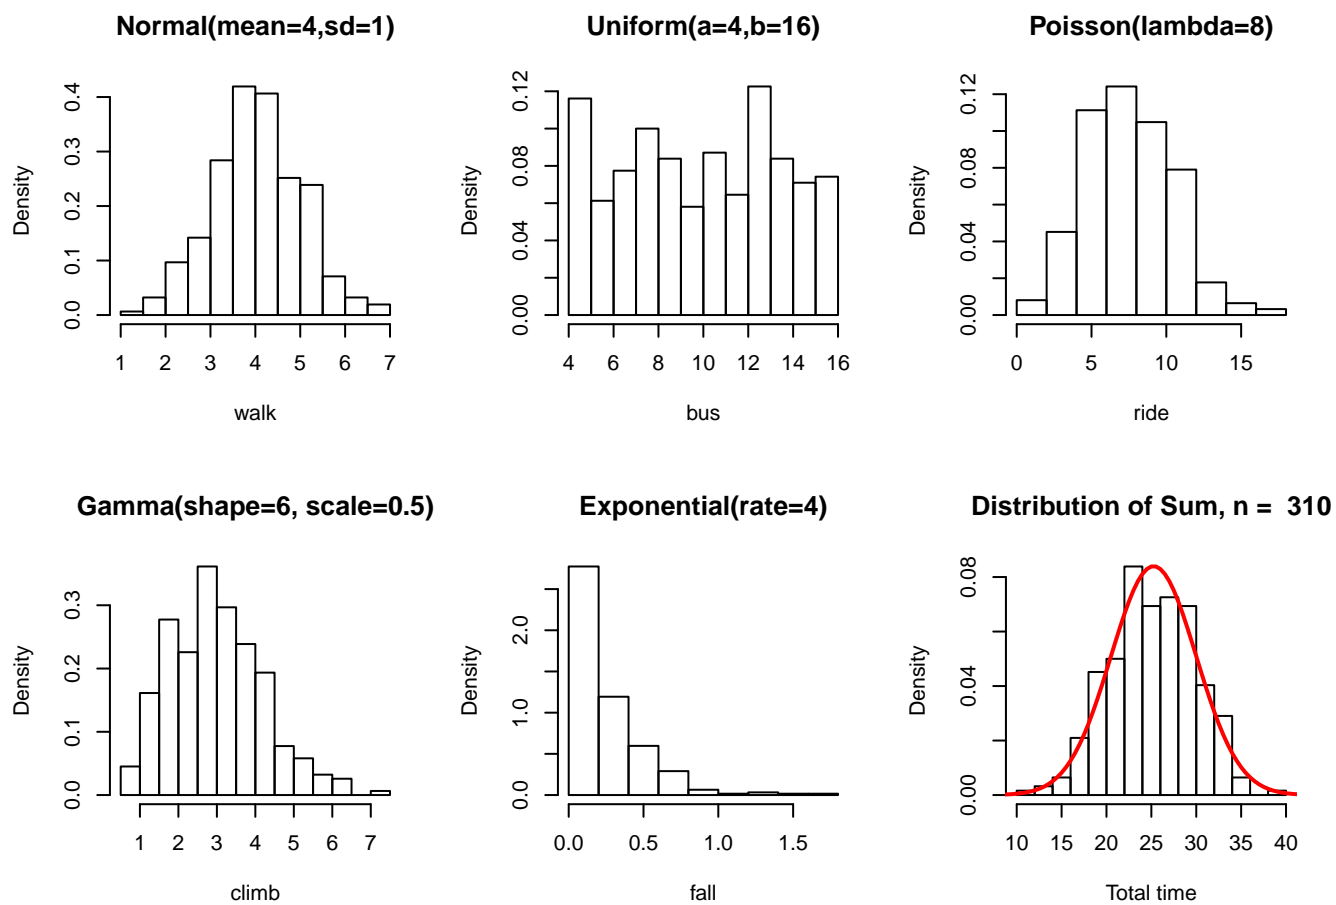 Normal(mean=4,sd=1)
Density
0.0 0.1 0.2 0.3 0.4
1 2 3 4 5 6 7
walk
Uniform(a=4,b=16)
Density
0.00 0.04 0.08 0.12
4 6 8 10 12 14 16
bus
Poisson(lambda=8)
Density
0.00 0.04 0.08 0.12
0 5 10 15
ride
Gamma(shape=6, scale=0.5)
Density
0.0 0.1 0.2 0.3
1 2 3 4 5 6 7
climb
Exponential(rate=4)
Density
0.0 1.0 2.0
0.0 0.5 1.0 1.5
fall
Distribution of Sum, n =  310
Density
0.00 0.04 0.08
10 15 20 25 30 35 40
Total time